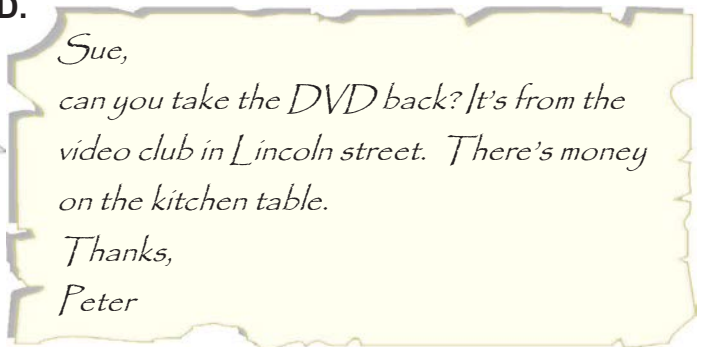 D.
Sue,
can you take the DVD back? It's from the
video club in Lincoln street. There's money
on the kitchen table.
Thanks,
Peter